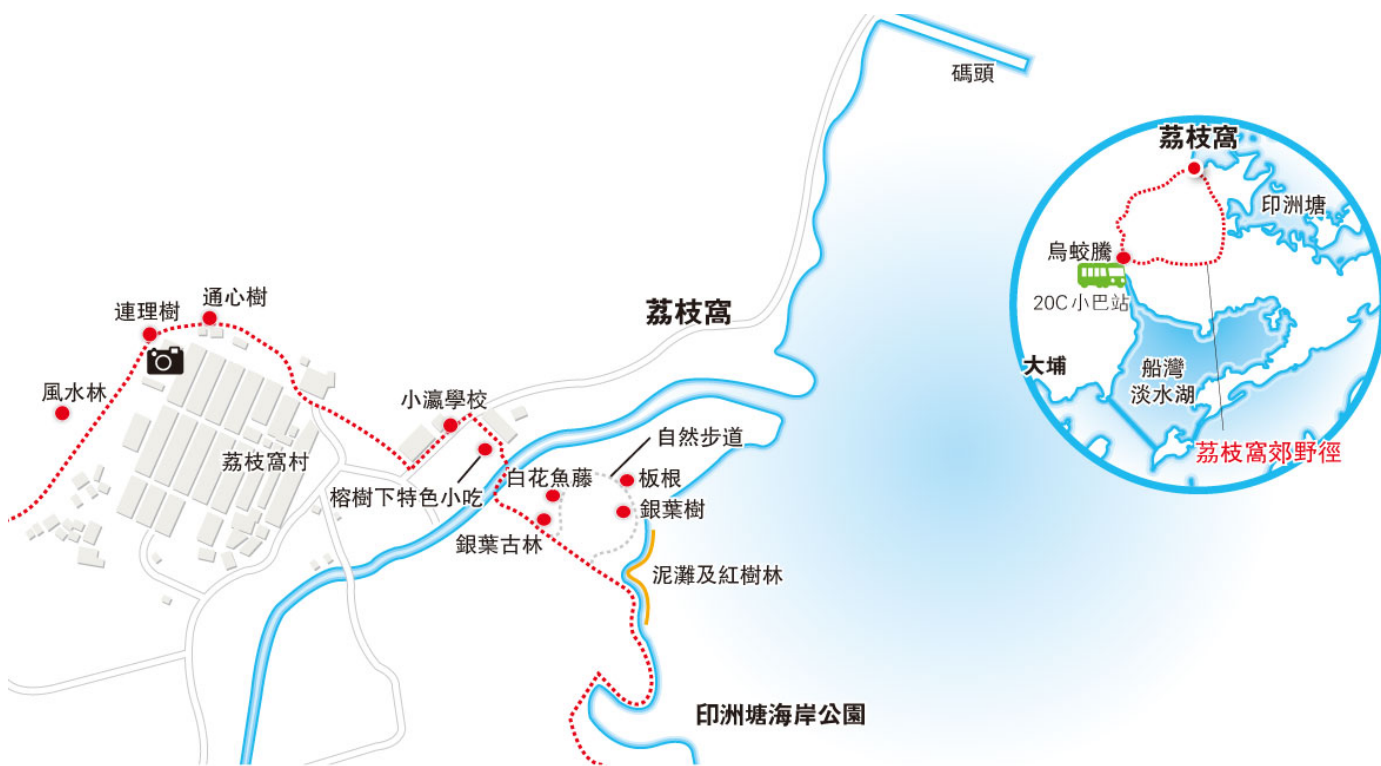 碼頭
荔枝窩
印洲塘
烏蛟騰
20C小巴站
大埔
船灣
淡水湖
荔枝窩郊野徑
通心樹
連理樹
荔枝窩
風水林
小瀛學校
自然步道
荔枝窩村
榕樹下特色小吃
白花魚藤
板根
銀葉樹
銀葉古林
泥灘及紅樹林
印洲塘海岸公園